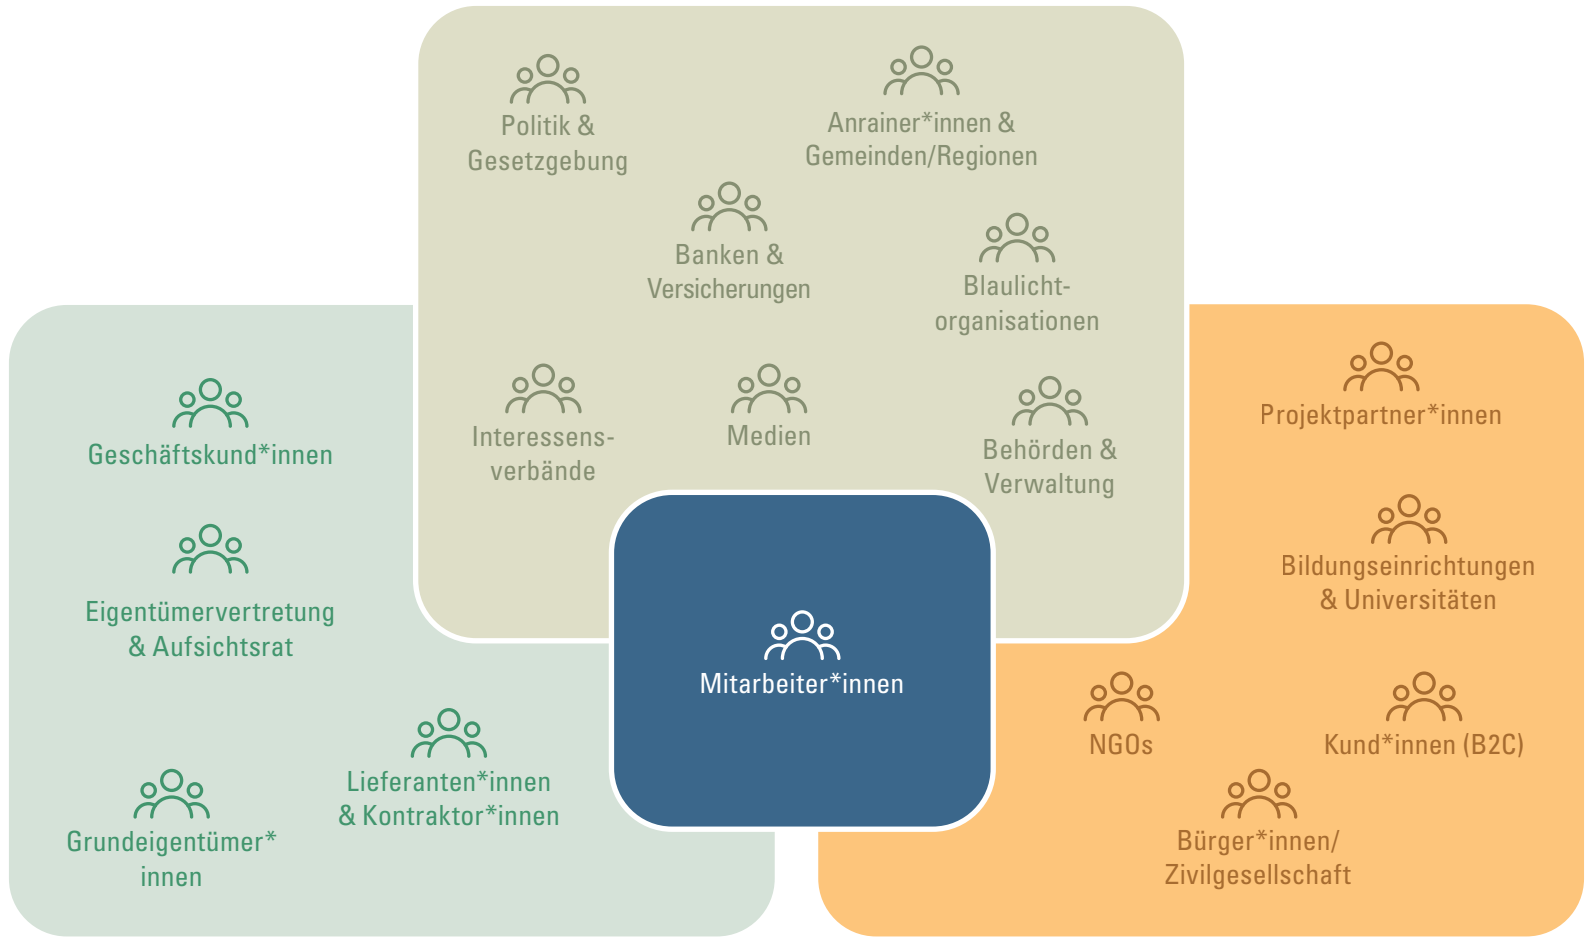 Politik &
Gesetzgebung
Anrainer*innen &
Gemeinden/Regionen
Banken &
Versicherungen
Blaulicht-
organisationen
Interessens-
verbände
Medien
Behörden &
Verwaltung
Geschäftskund*innen
Eigentümervertretung
& Aufsichtsrat
Lieferanten*innen
& Kontraktor*innen
Grundeigentümer*
innen
Mitarbeiter*innen
Projektpartner*innen
Bildungseinrichtungen
& Universitäten
NGOs
Kund*innen (B2C)
Bürger*innen/
Zivilgesellschaft